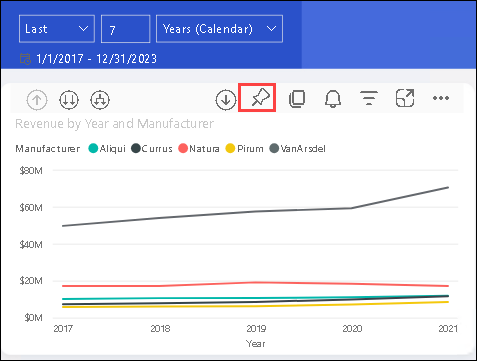 Last 7 Years (Calendar)
1/1/2017 - 12/31/2023
Revenue by Year and Manufacturer
Manufacturer Aliqui Currus Natura Pirum VanArsdel
$80M
$60M
$40M
$20M
$0M
2017 2018 2019 2020 2021
Year